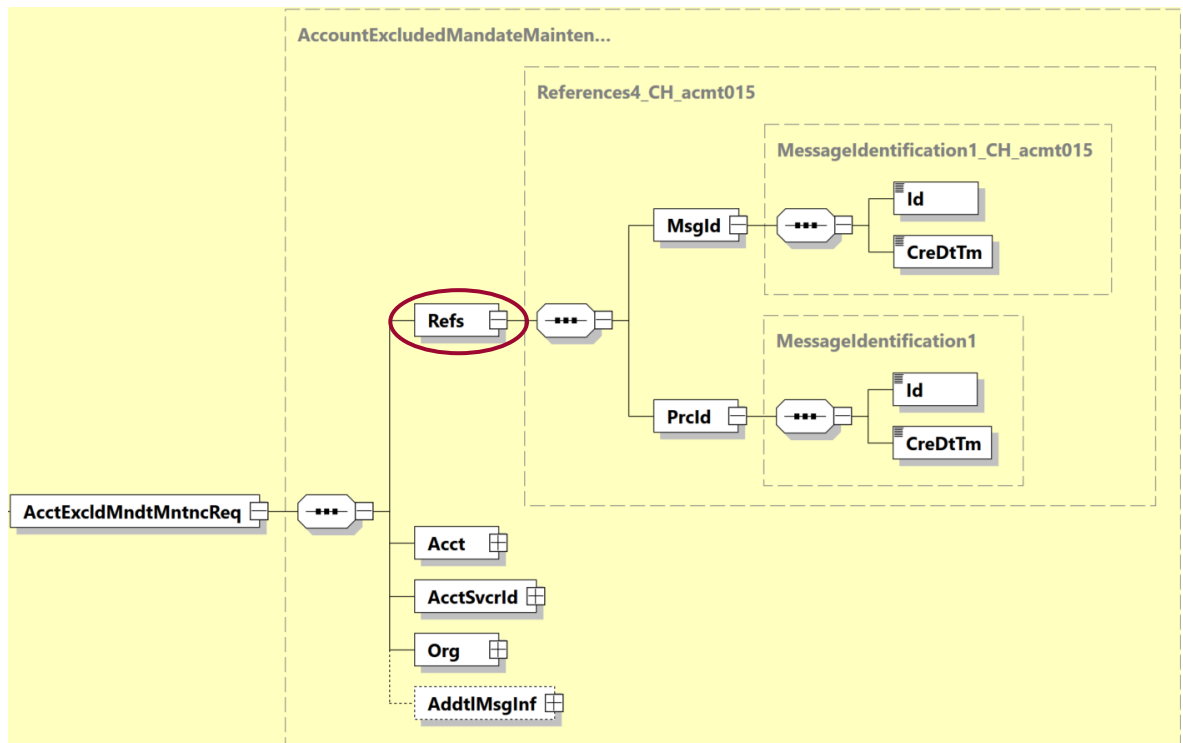 AccountExcludedMandateMainten...
References4_CH_acmt015
MessageIdentification1_CH_acmt015
Id
MsgId
CreDtTm
Refs
MessageIdentification1
Id
PrcId
CreDtTm
AcctExcldMndtMntncReq
Acct
AcctSvcrId
Org
AddtlMsgInf